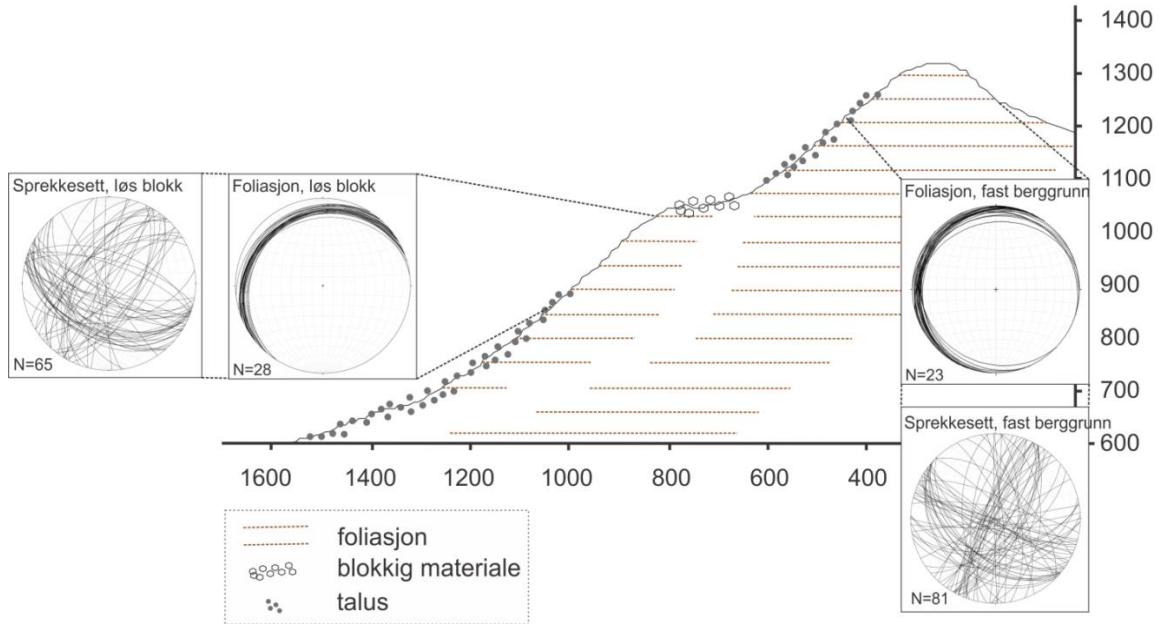 1400
1300
1200
1100
1000
900
800
700
600
Sprekkesett, løs blokk
N=65
Foliasjon, løs blokk
N=28
Foliasjon, fast berggrunn
N=23
Sprekkesett, fast berggrunn
N=81
1600 1400 1200 1000 800 600 400
foliasjon
blokkig materiale
talus